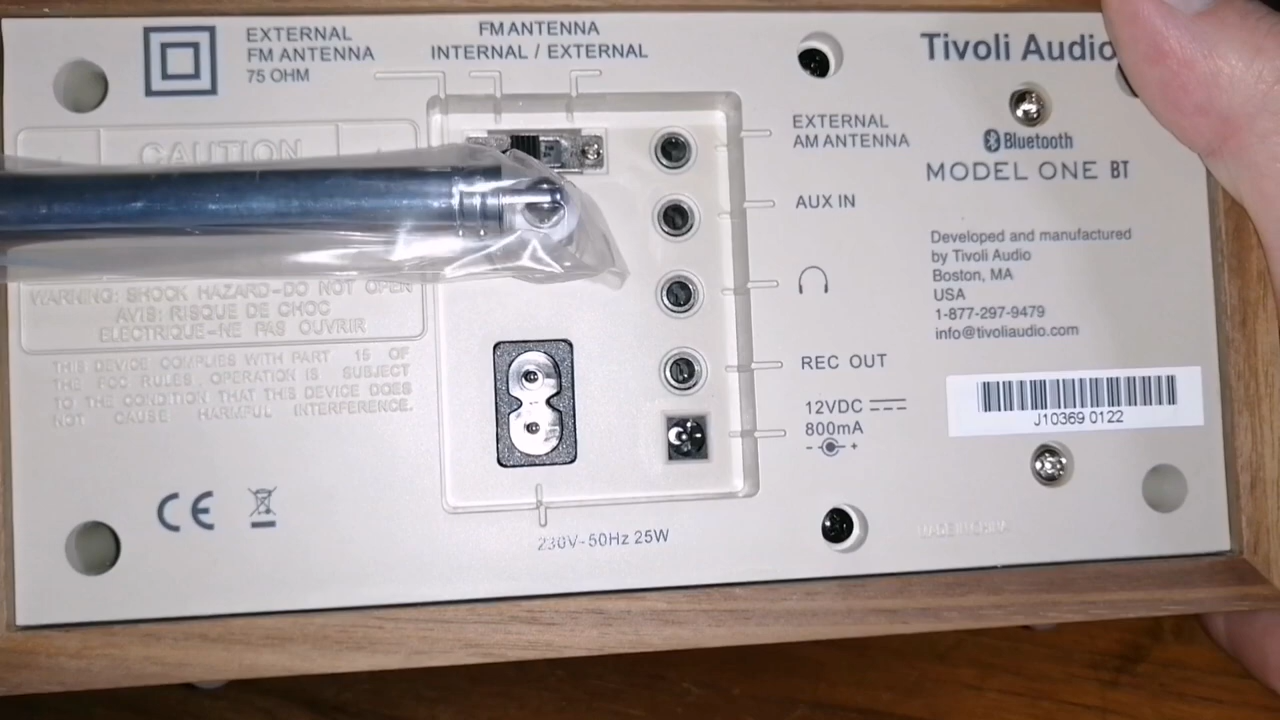 EXTERNAL
FM ANTENNA
75 OHM
FM ANTENNA
INTERNAL / EXTERNAL
CAUTION
WARNING: SHOCK HAZARD-DO NOT OPEN
AVIS: RISQUE DE CHOC
ELECTRIQUE-NE PAS OUVRIR
THIS DEVICE COMPLIES WITH PART 15 OF
THE FCC RULES. OPERATION IS SUBJECT
TO THE CONDITION THAT THIS DEVICE DOES
NOT CAUSE HARMFUL INTERFERENCE.
CE
230V~50Hz 25W
EXTERNAL
AM ANTENNA
AUX IN
REC OUT
12VDC
800mA
- +
Tivoli Audio
Bluetooth
MODEL ONE BT
Developed and manufactured
by Tivoli Audio
Boston, MA
USA
1-877-297-9479
info@tivoliaudio.com
J10369 0122
MADE IN CHINA